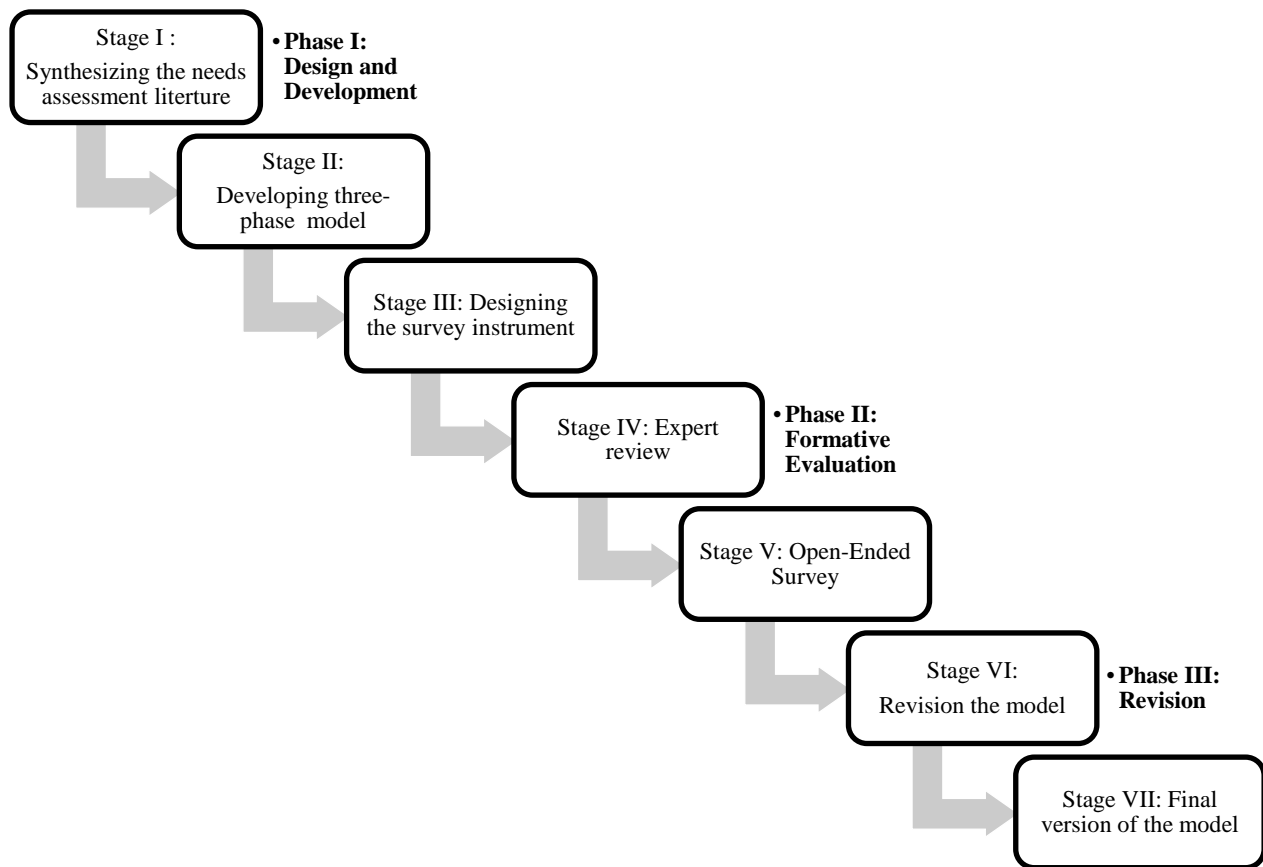 Stage I :
Synthesizing the needs
assessment literture
• Phase I:
Design and
Development
Stage II:
Developing three-
phase model
Stage III: Designing
the survey instrument
Stage IV: Expert
review
• Phase II:
Formative
Evaluation
Stage V: Open-Ended
Survey
Stage VI:
Revision the model
• Phase III:
Revision
Stage VII: Final
version of the model